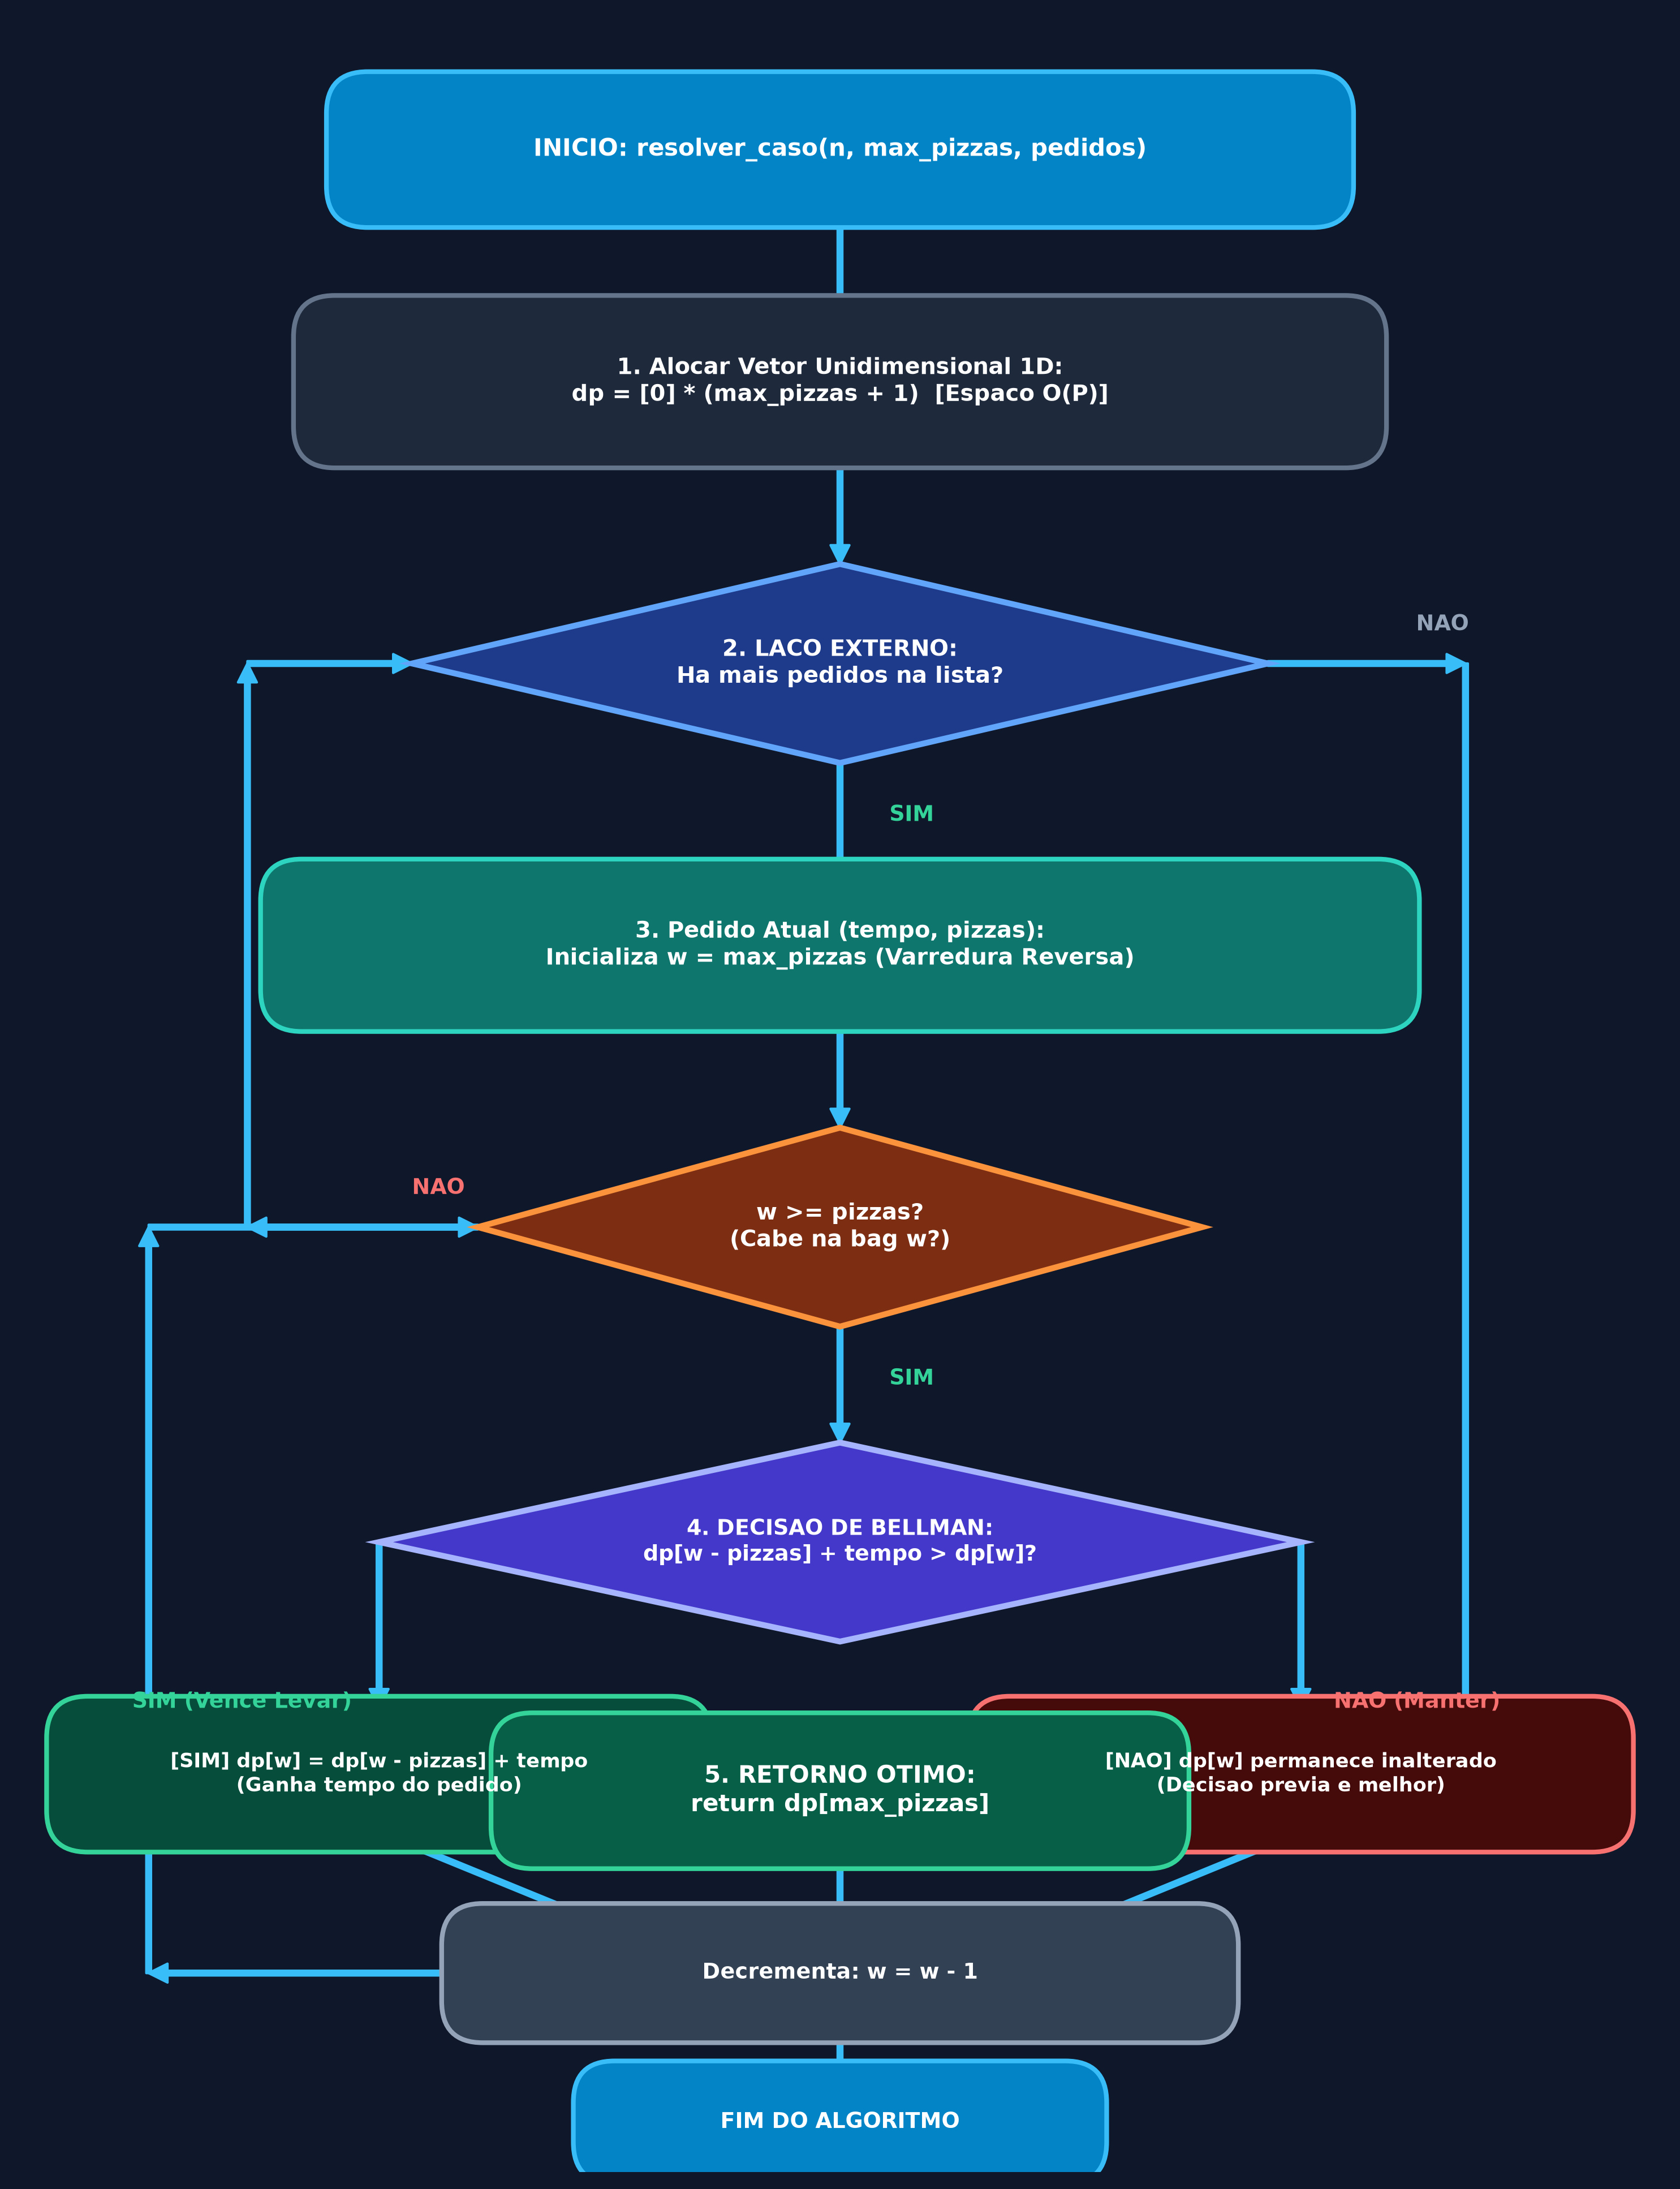 INICIO: resolver_caso(n, max_pizzas, pedidos)
1. Alocar Vetor Unidimensional 1D:
dp = [0] * (max_pizzas + 1)  [Espaco O(P)]
2. LACO EXTERNO:
Ha mais pedidos na lista?
NAO
SIM
3. Pedido Atual (tempo, pizzas):
Inicializa w = max_pizzas (Varredura Reversa)
NAO
w >= pizzas?
(Cabe na bag w?)
SIM
4. DECISAO DE BELLMAN:
dp[w - pizzas] + tempo > dp[w]?
SIM (Vence Levar)
NAO (Manter)
[SIM] dp[w] = dp[w - pizzas] + tempo
(Ganha tempo do pedido)
5. RETORNO OTIMO:
return dp[max_pizzas]
[NAO] dp[w] permanece inalterado
(Decisao previa e melhor)
Decrementa: w = w - 1
FIM DO ALGORITMO